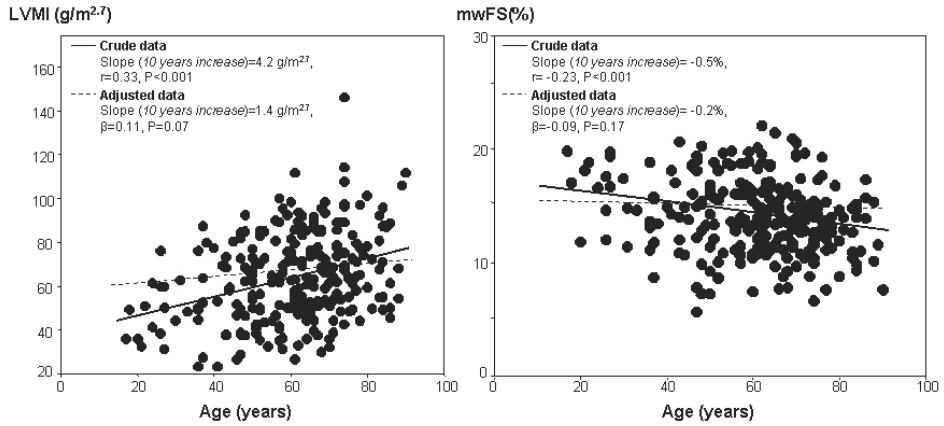 LVMI (g/m2.7)
Crude data
Slope (10 years increase)=4.2 g/m2.7,
r=0.33, P<0.001
Adjusted data
Slope (10 years increase)=1.4 g/m2.7,
β=0.11, P=0.07
160
140
120
100
80
60
40
20
0
20
40
60
80
100
Age (years)
mwFS(%)
Crude data
Slope (10 years increase)= -0.5%,
r= -0.23, P<0.001
Adjusted data
Slope (10 years increase)= -0.2%,
β=-0.09, P=0.17
30
20
10
0
0
20
40
60
80
100
Age (years)